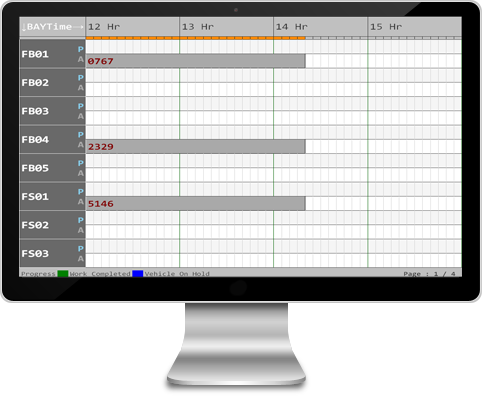 ↓BAYTime→ 12 Hr 13 Hr 14 Hr 15 Hr
FB01 P
A 0767
FB02 P
A
FB03 P
A
FB04 P
A 2329
FB05 P
A
FS01 P
A 5146
FS02 P
A
FS03 P
A
Progress Work Completed Vehicle On Hold Page : 1 / 4